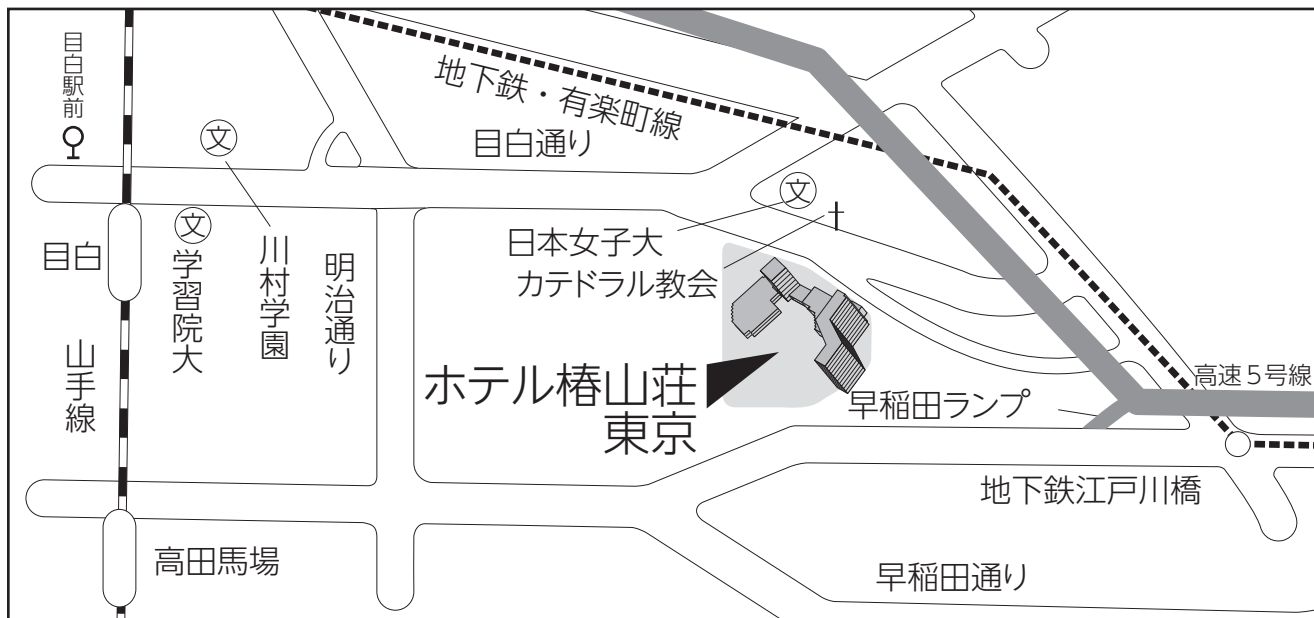 目白駅前
地下鉄・有楽町線
目白通り
文
文
文
目白
学習院大
川村学園
明治通り
日本女子大
カテドラル教会
山手線
ホテル椿山荘
東京
早稲田ランプ
高速5号線
地下鉄江戸川橋
高田馬場
早稲田通り